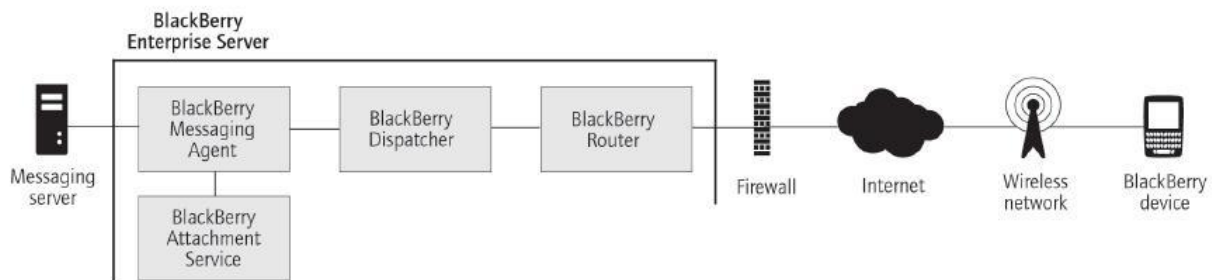 BlackBerry
Enterprise Server
BlackBerry
Messaging
Agent
BlackBerry
Dispatcher
BlackBerry
Router
Messaging
server
Firewall
Internet
Wireless
network
BlackBerry
device
BlackBerry
Attachment
Service